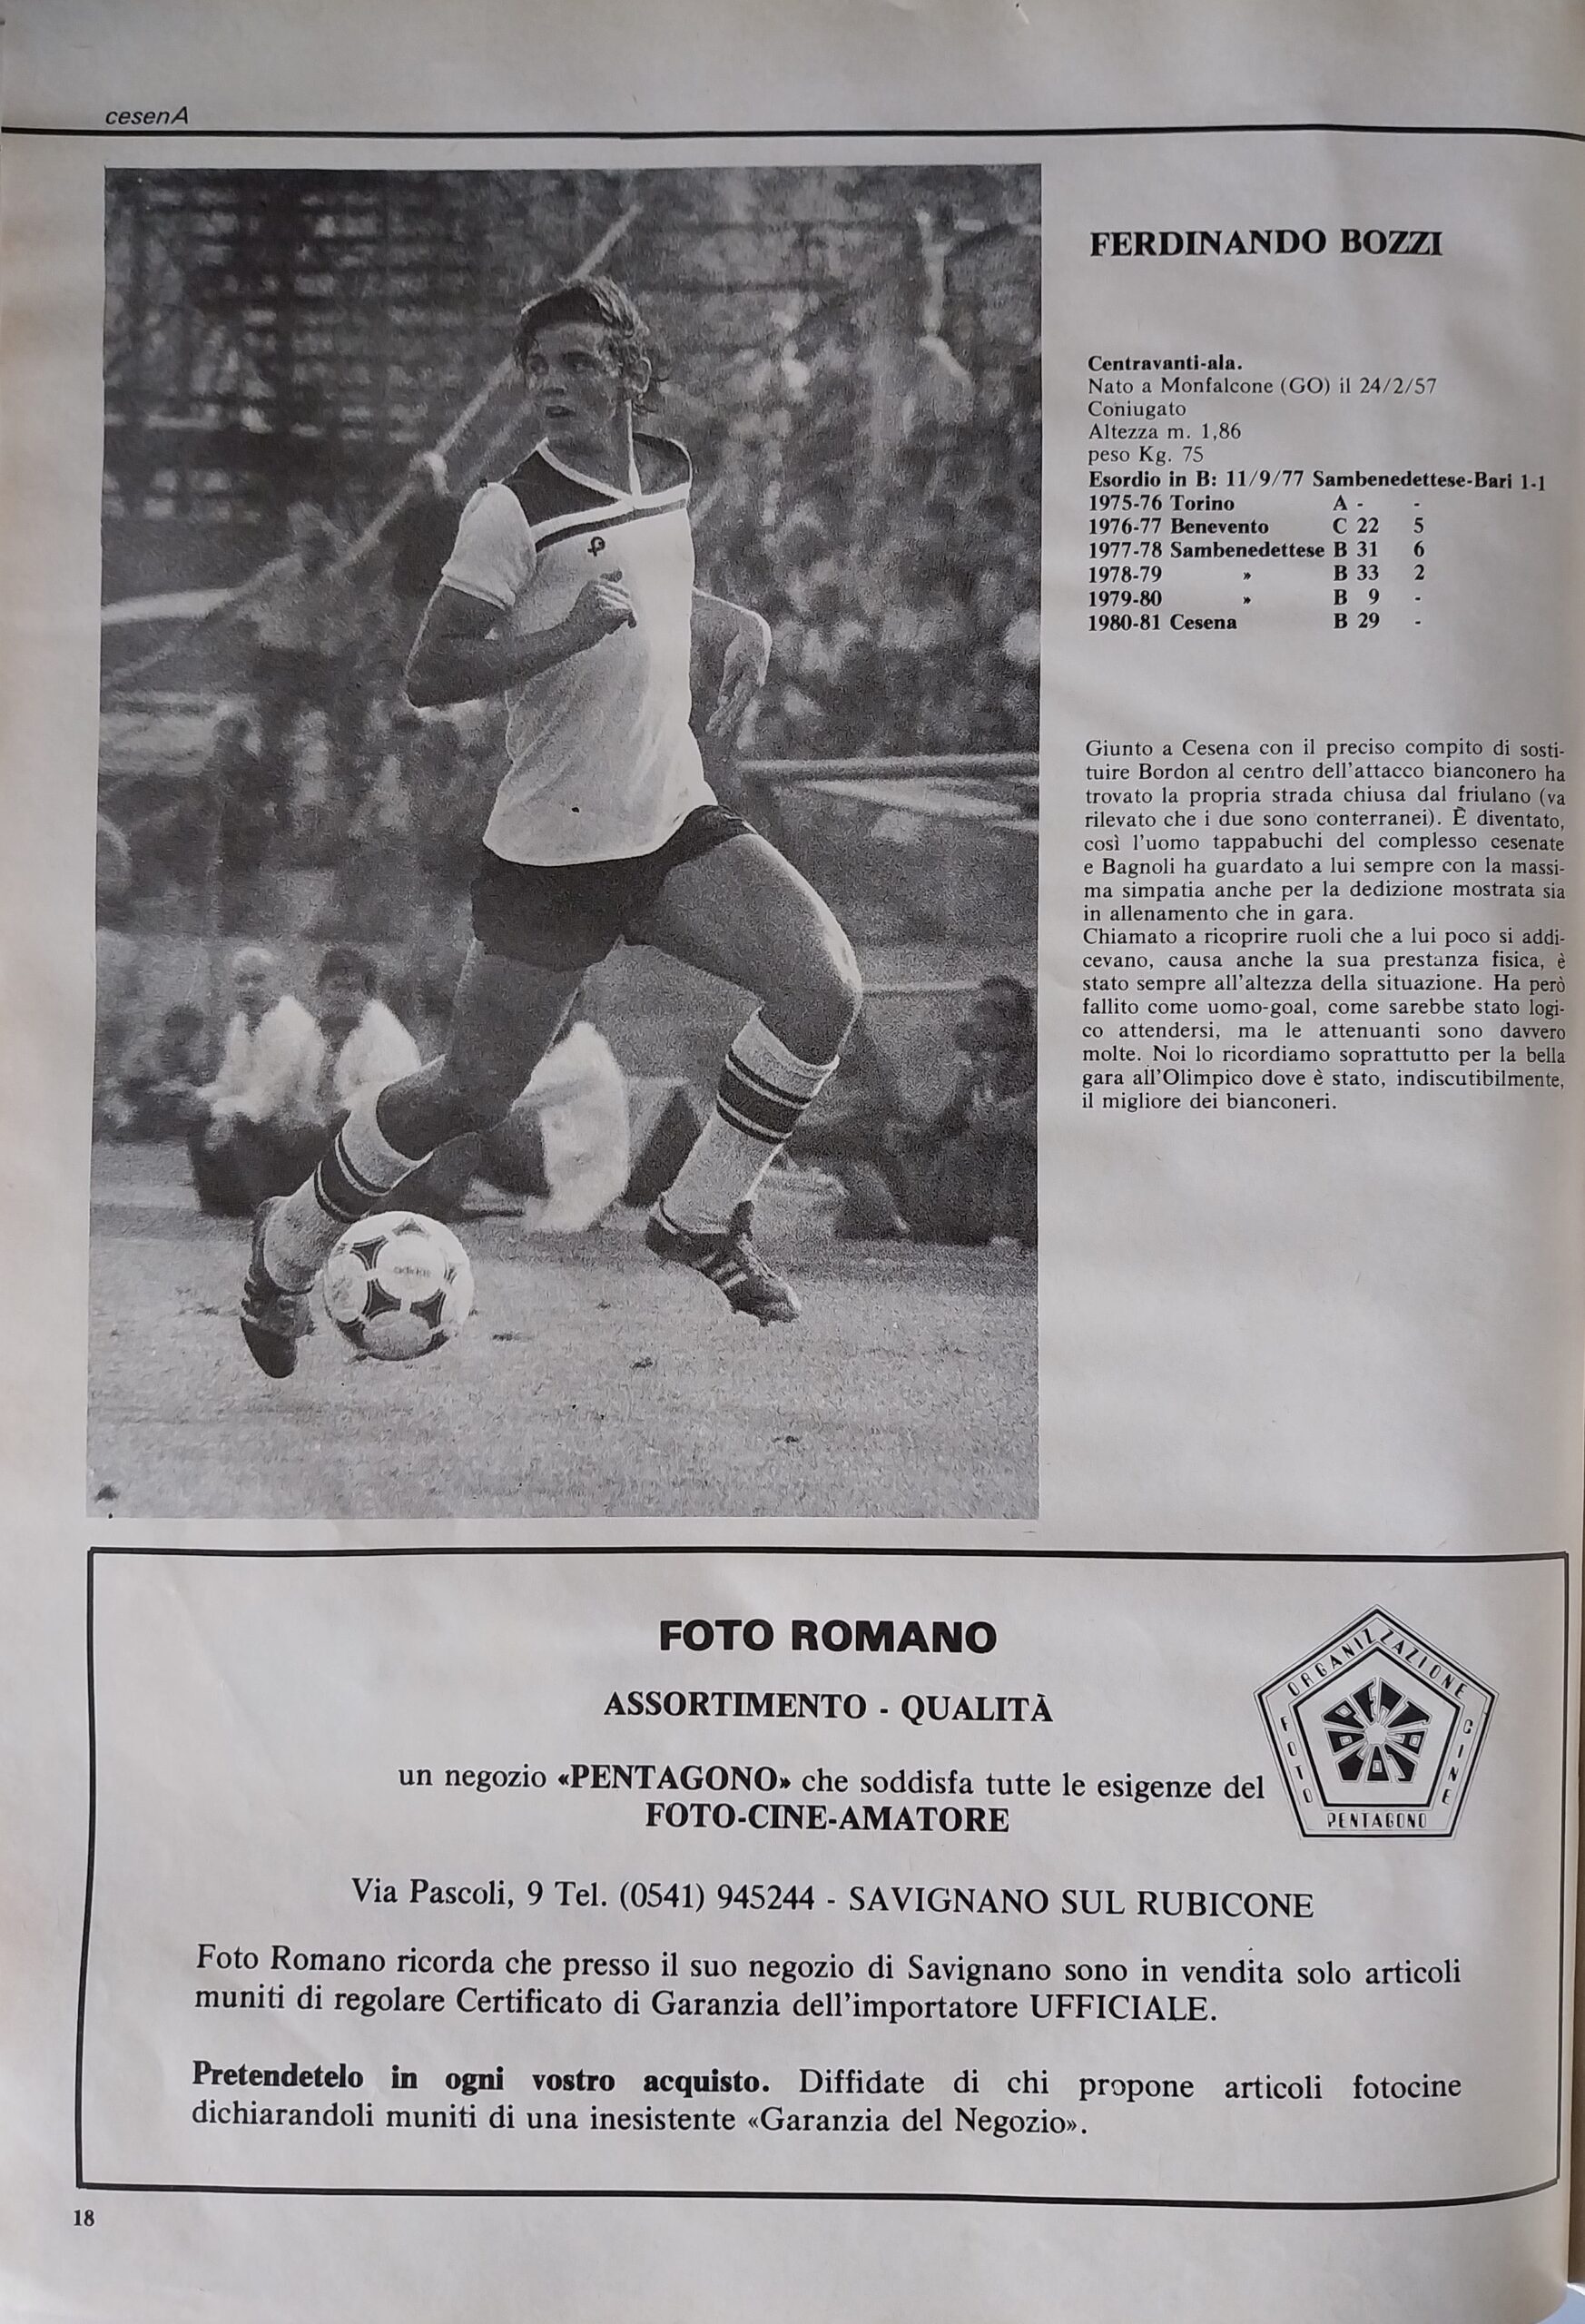 cesenA
FERDINANDO BOZZI
Centravanti-ala.
Nato a Monfalcone (GO) il 24/2/57
Coniugato
Altezza m. 1,86
peso Kg. 75
Esordio in B: 11/9/77 Sambenedettese-Bari 1-1
1975-76 Torino A - -
1976-77 Benevento C 22 5
1977-78 Sambenedettese B 31 6
1978-79 » B 33 2
1979-80 » B 9 -
1980-81 Cesena B 29 -
Giunto a Cesena con il preciso compito di sosti-
tuire Bordon al centro dell'attacco bianconero ha
trovato la propria strada chiusa dal friulano (va
rilevato che i due sono conterranei). È diventato,
così l'uomo tappabuchi del complesso cesenate
e Bagnoli ha guardato a lui sempre con la massi-
ma simpatia anche per la dedizione mostrata sia
in allenamento che in gara.
Chiamato a ricoprire ruoli che a lui poco si addi-
cevano, causa anche la sua prestanza fisica, è
stato sempre all'altezza della situazione. Ha però
fallito come uomo-goal, come sarebbe stato logi-
co attendersi, ma le attenuanti sono davvero
molte. Noi lo ricordiamo soprattutto per la bella
gara all'Olimpico dove è stato, indiscutibilmente,
il migliore dei bianconeri.
adidas
FOTO ROMANO
ASSORTIMENTO - QUALITÀ
un negozio «PENTAGONO» che soddisfa tutte le esigenze del
FOTO-CINE-AMATORE
ORGANIZZAZIONE
FOTO
CINE
PENTAGONO
Via Pascoli, 9 Tel. (0541) 945244 - SAVIGNANO SUL RUBICONE
Foto Romano ricorda che presso il suo negozio di Savignano sono in vendita solo articoli
muniti di regolare Certificato di Garanzia dell'importatore UFFICIALE.
Pretendetelo in ogni vostro acquisto. Diffidate di chi propone articoli fotocine
dichiarandoli muniti di una inesistente «Garanzia del Negozio».
18